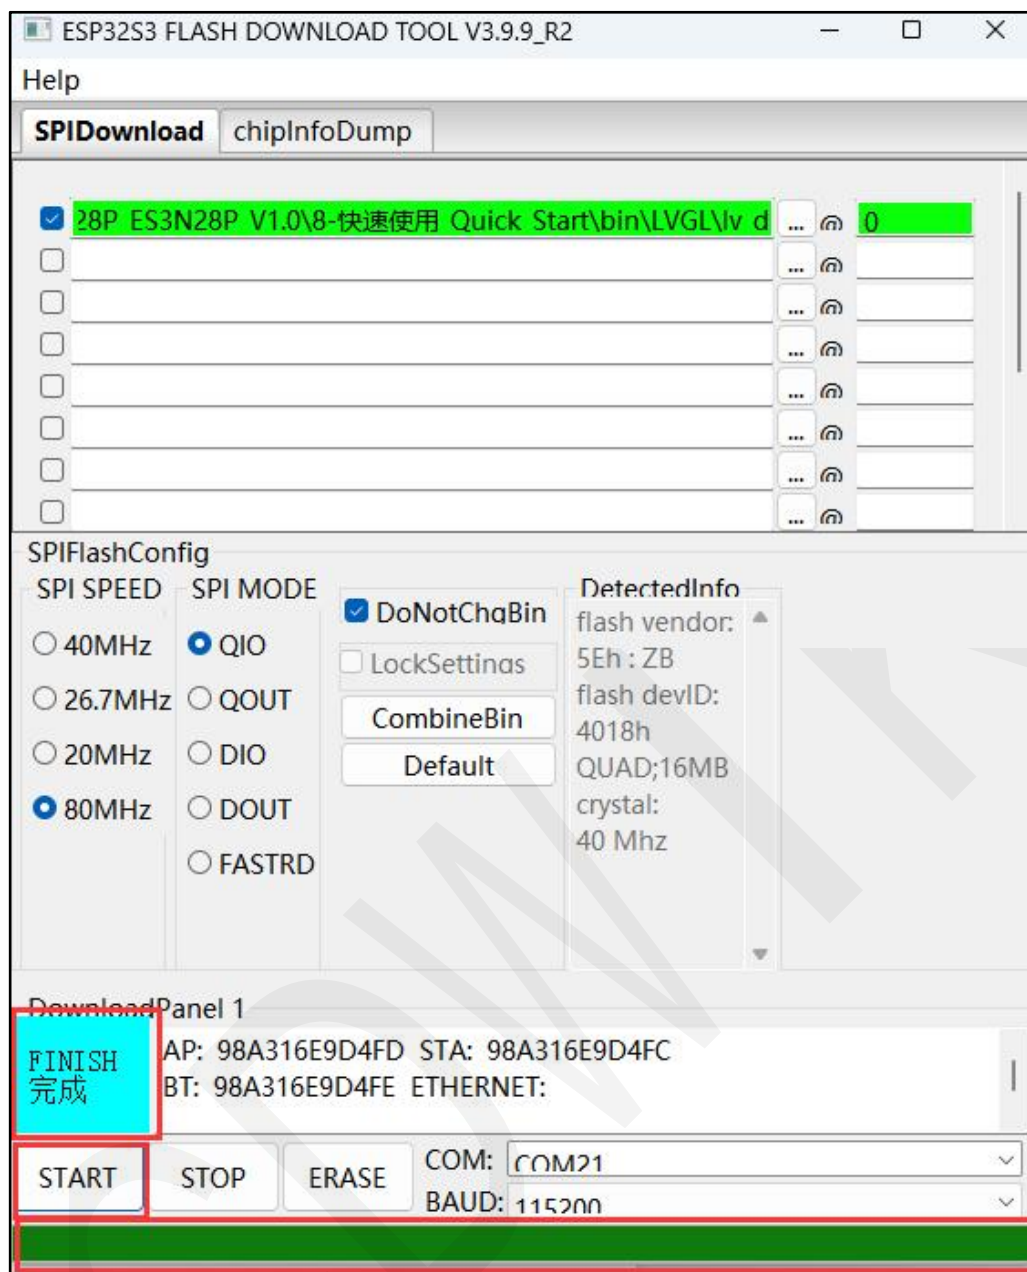 ESP32S3 FLASH DOWNLOAD TOOL V3.9.9_R2
Help
SPIDownload chipInfoDump
28P ES3N28P V1.0\8-快速使用 Quick Start\bin\LVGL\lv_d ... @ 0
... @
... @
... @
... @
... @
... @
... @
SPIFlashConfig
SPI SPEED SPI MODE DetectedInfo
40MHz QIO DoNotChgBin flash vendor:
26.7MHz QOUT LockSettings 5Eh : ZB
20MHz DIO CombineBin flash devID:
80MHz DOUT Default 4018h
FASTRD QUAD;16MB
crystal:
40 Mhz
DownloadPanel 1
FINISH
完成
AP: 98A316E9D4FD STA: 98A316E9D4FC
BT: 98A316E9D4FE ETHERNET:
START STOP ERASE COM: COM21
BAUD: 115200